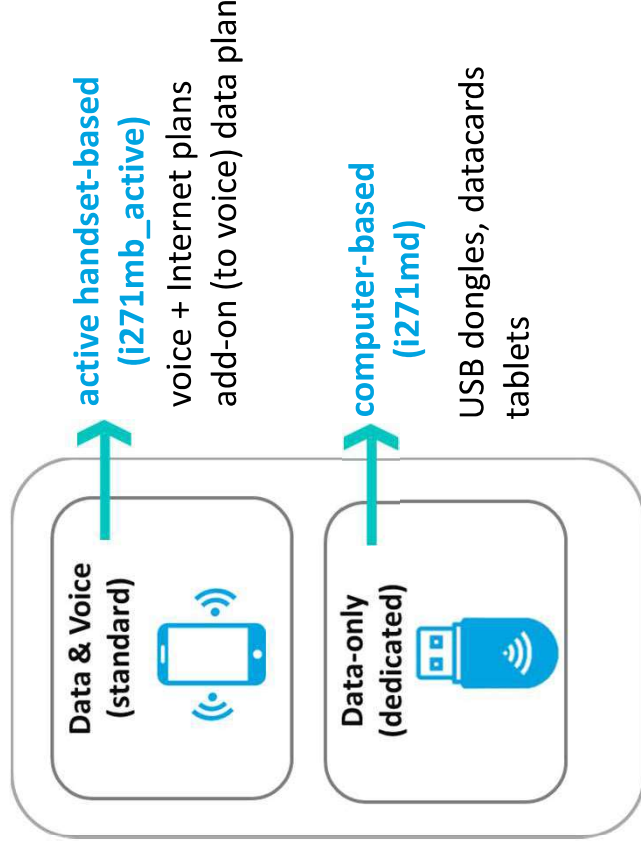 Data & Voice
(standard)
active handset-based
(i271mb_active)
voice + Internet plans
add-on (to voice) data plan
Data-only
(dedicated)
computer-based
(i271md)
USB dongles, datacards
tablets